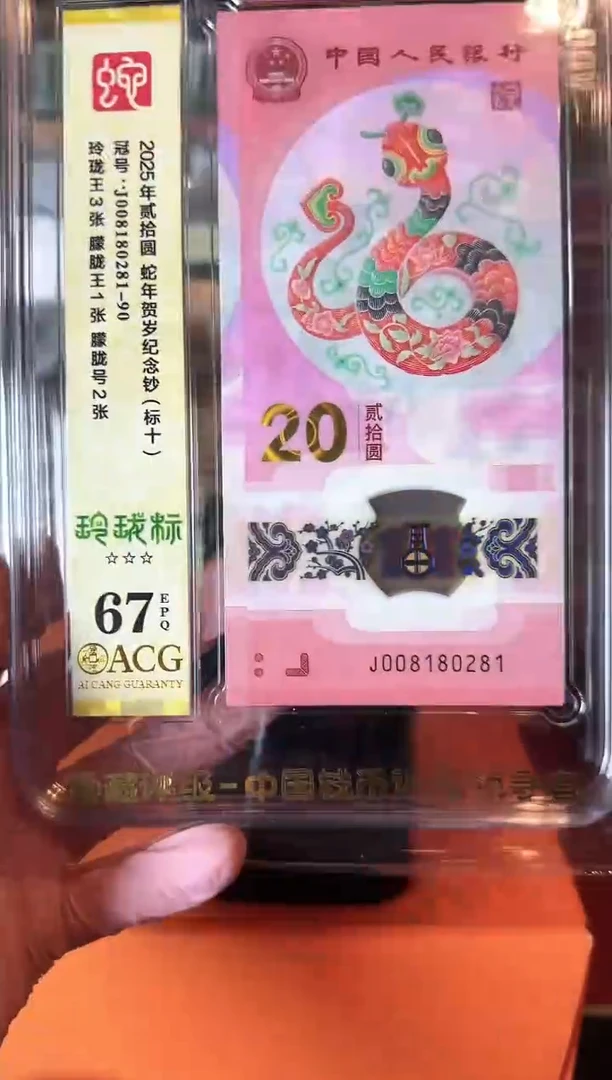 蛇
2025年贰拾圆 蛇年贺岁纪念钞(标十)
冠号:J008180281-90
玲珑王3张 朦胧王1张 朦胧号2张
玲珑标
☆☆☆
67 EPQ
ACG
AI CANG GUARANTY
中国人民银行
20 贰拾圆
J008180281